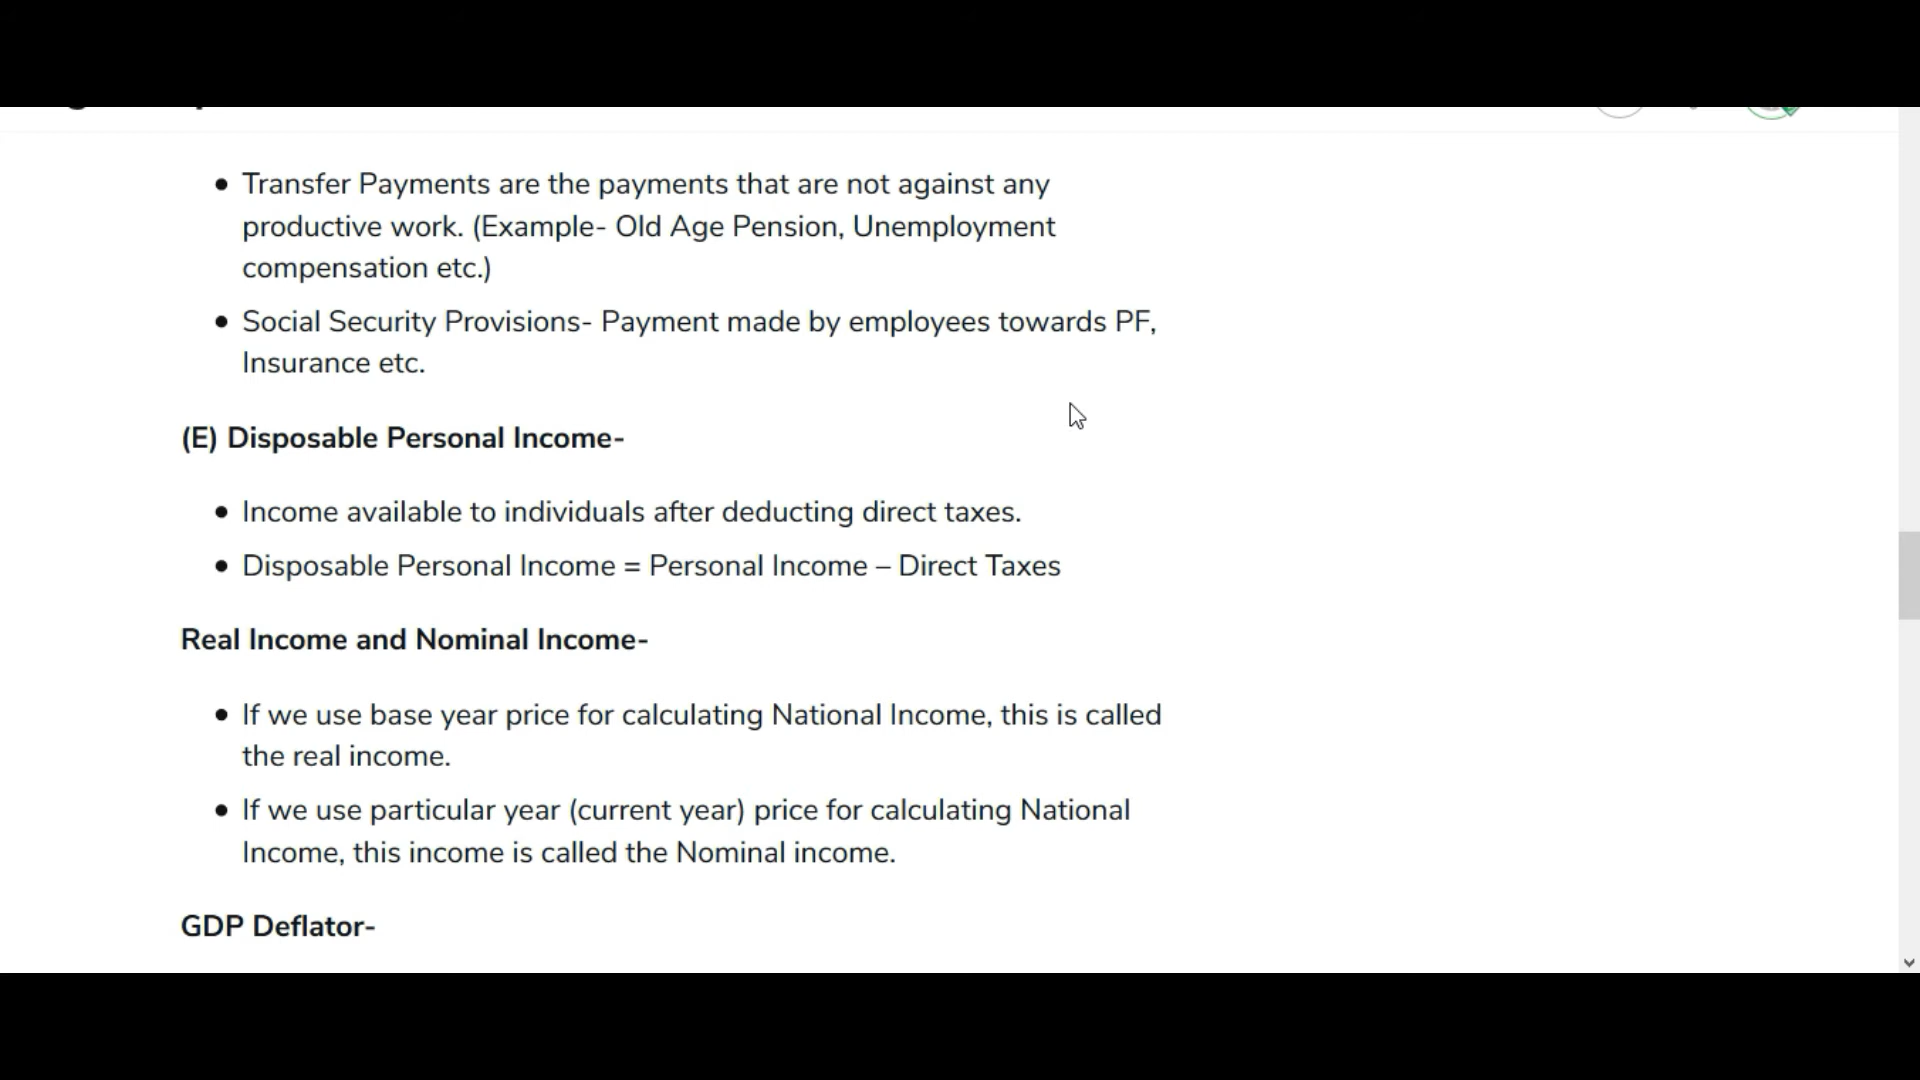 Transfer Payments are the payments that are not against any
productive work. (Example- Old Age Pension, Unemployment
compensation etc.)
Social Security Provisions- Payment made by employees towards PF,
Insurance etc.
(E) Disposable Personal Income-
Income available to individuals after deducting direct taxes.
Disposable Personal Income = Personal Income – Direct Taxes
Real Income and Nominal Income-
If we use base year price for calculating National Income, this is called
the real income.
If we use particular year (current year) price for calculating National
Income, this income is called the Nominal income.
GDP Deflator-